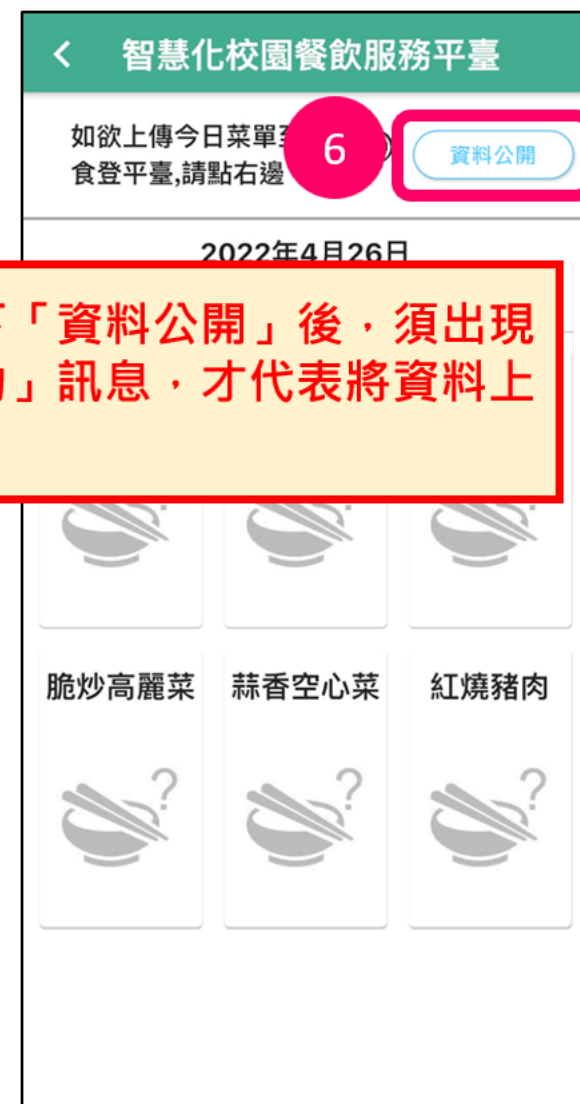 智慧化校園餐飲服務平臺
如欲上傳今日菜單
6
資料公開
食登平臺,請點右邊
2022年4月26日
「資料公開」後，須出現
」訊息，才代表將資料上
脆炒高麗菜
蒜香空心菜
紅燒豬肉
?
?
?